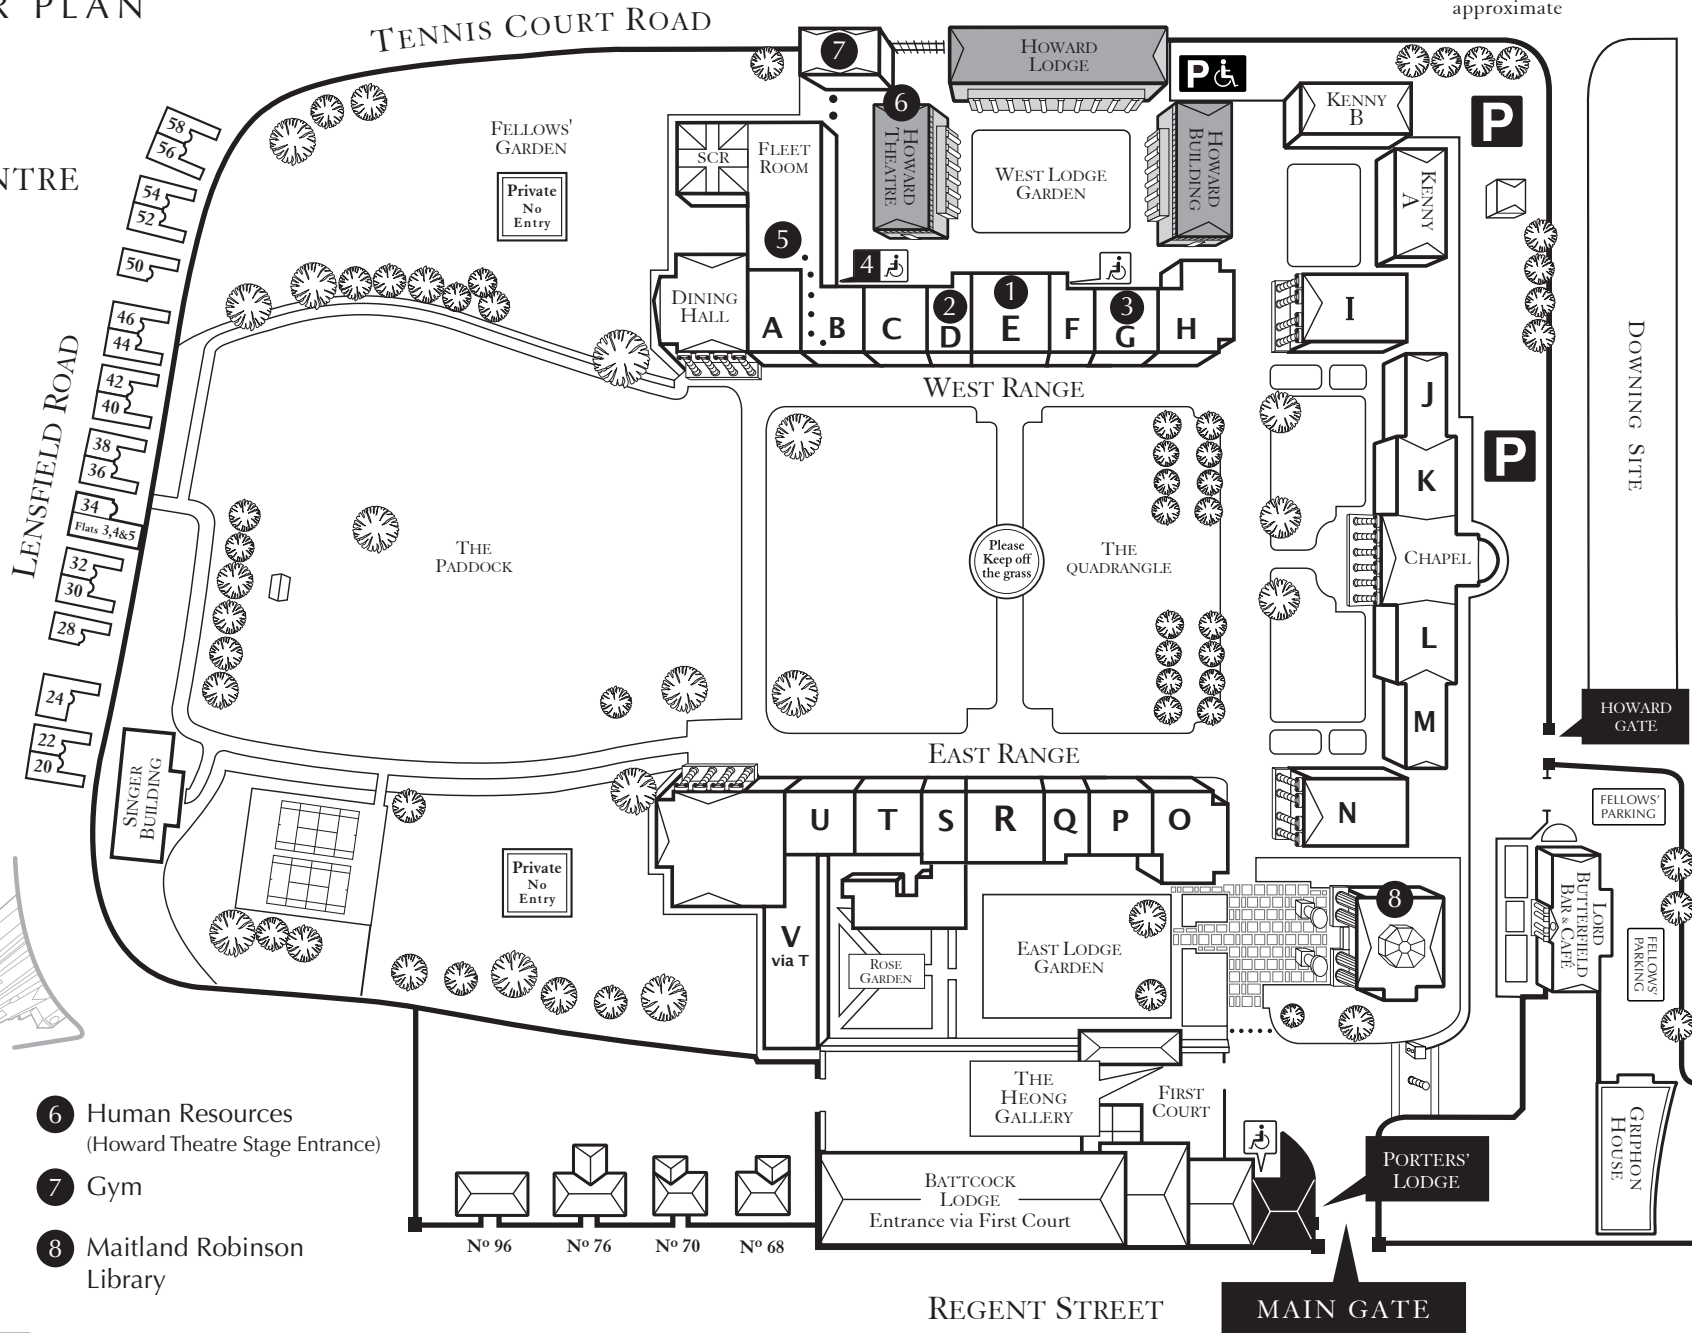 R PLAN
approximate
TENNIS COURT ROAD
NTRE
7
HOWARD
LODGE
P
KENNY
B
P
6
HOWARD
THEATRE
FELLOWS'
GARDEN
Private
No
Entry
SCR
FLEET
ROOM
WEST LODGE
GARDEN
HOWARD
BUILDING
KENNY
A
58
56
54
52
50
46
44
42
40
38
36
34
Flats 3,4&5
32
30
28
24
22
20
LENSFIELD ROAD
5
4
DINING
HALL
A
B
C
2
D
1
E
F
3
G
H
I
WEST RANGE
J
K
P
DOWNING SITE
THE
PADDOCK
Please
Keep off
the grass
THE
QUADRANGLE
CHAPEL
L
M
HOWARD
GATE
EAST RANGE
SINGER
BUILDING
U
T
S
R
Q
P
O
N
FELLOWS'
PARKING
Private
No
Entry
V
via T
ROSE
GARDEN
EAST LODGE
GARDEN
8
LORD
BUTTERFIELD
BAR & CAFÉ
FELLOWS'
PARKING
THE
HEONG
GALLERY
FIRST
COURT
GRIPHON
HOUSE
6 Human Resources
(Howard Theatre Stage Entrance)
7 Gym
8 Maitland Robinson
Library
BATTCOCK
LODGE
Entrance via First Court
PORTERS'
LODGE
Nº 96
Nº 76
Nº 70
Nº 68
REGENT STREET
MAIN GATE